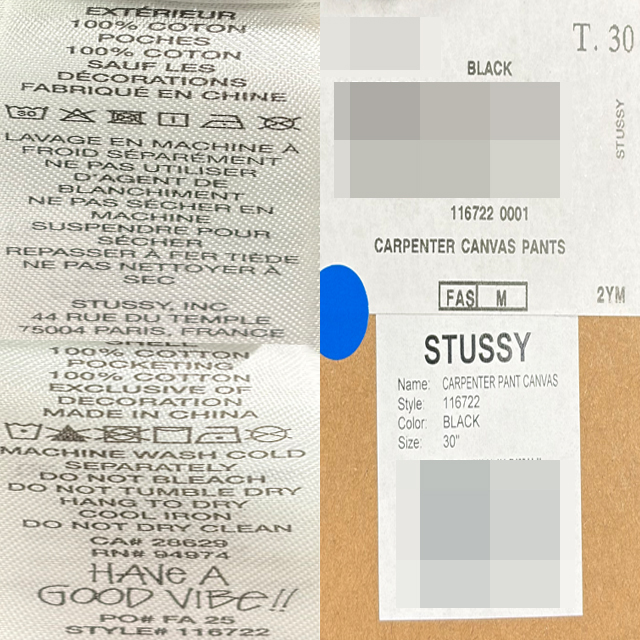 EXTÉRIEUR
100% COTON
POCHES
100% COTON
SAUF LES
DÉCORATIONS
FABRIQUÉ EN CHINE
30
LAVAGE EN MACHINE À
FROID SÉPARÉMENT
NE PAS UTILISER
D'AGENT DE
BLANCHIMENT
NE PAS SÉCHER EN
MACHINE
SUSPENDRE POUR
SÉCHER
REPASSER À FER TIÈDE
NE PAS NETTOYER À
SEC
STUSSY, INC
44 RUE DU TEMPLE
75004 PARIS, FRANCE
SHELL
100% COTTON
POCKETING
100% COTTON
EXCLUSIVE OF
DECORATION
MADE IN CHINA
MACHINE WASH COLD
SEPARATELY
DO NOT BLEACH
DO NOT TUMBLE DRY
HANG TO DRY
COOL IRON
DO NOT DRY CLEAN
CA# 28629
RN# 94974
HAVE A
GOOD VIBE!!
PO# FA 25
STYLE# 116722
T. 30
BLACK
STUSSY
116722 0001
CARPENTER CANVAS PANTS
FAS M
2YM
STUSSY
Name: CARPENTER PANT CANVAS
Style: 116722
Color: BLACK
Size: 30"